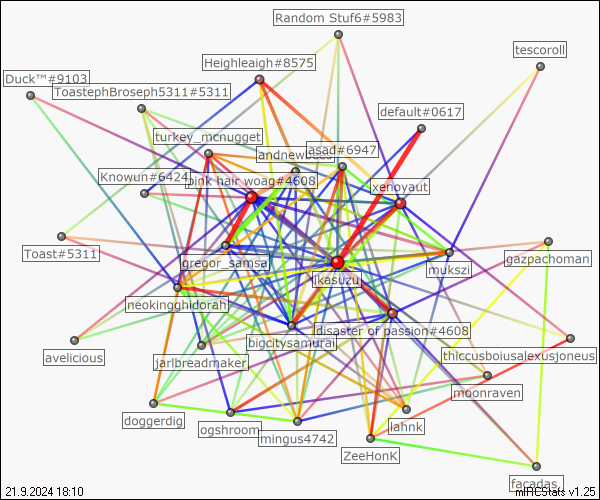 Random Stuf6#5983
tescoroll
Heighleaigh#8575
Duck™#9103
ToastephBroseph5311#5311
default#0617
turkey_mcnugget
asad#6947
Knowun#6424
pink hair woag#4608
xenoyaut
Toast#5311
gregor_samsa
mukszi
gazpachoman
ikasuzu
neokingghidorah
disaster of passion#4608
bigcitysamurai
avelicious
jarlbreadmaker
thiccusboiusalexusjoneus
moonraven
doggerdig
ogshroom
mingus4742
lahnk
ZeeHonK
facadas.
21.9.2024 18:10
mIRCStats v1.25